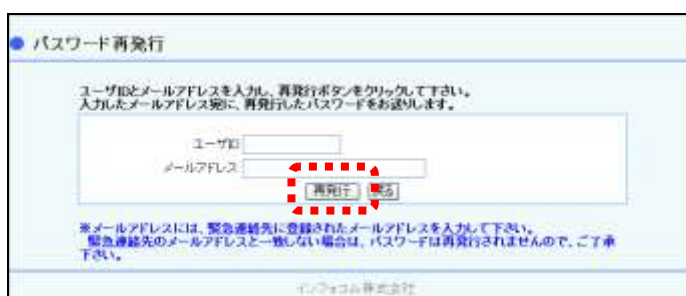 パスワード再発行
ユーザIDとメールアドレスを入力し、再発行ボタンをクリックして下さい。
入力したメールアドレス宛に、再発行したパスワードをお送りします。
ユーザID
メールアドレス
再発行 戻る
※メールアドレスには、緊急連絡先に登録されたメールアドレスを入力して下さい。
緊急連絡先のメールアドレスと一致しない場合は、パスワードは再発行されませんので、ご了承
下さい。
インフォコム株式会社